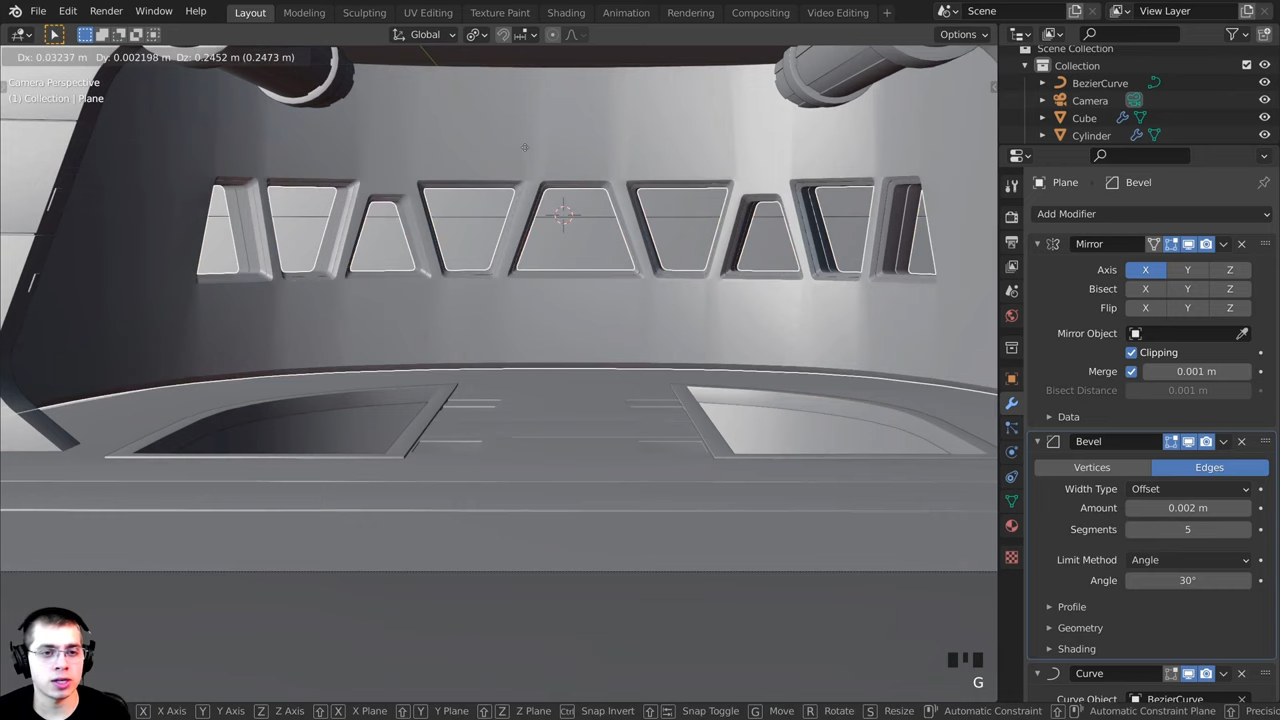 File Edit Render Window Help Layout Modeling Sculpting UV Editing Texture Paint Shading Animation Rendering Compositing Video Editing + Scene View Layer
Global Options
Dx: 0.03237 m Dy: 0.002198 m Dz: 0.2452 m (0.2473 m)
Camera Perspective
(1) Collection | Plane
Scene Collection
Collection
BezierCurve
Camera
Cube
Cylinder
Plane Bevel
Add Modifier
Mirror
Axis X Y Z
Bisect X Y Z
Flip X Y Z
Mirror Object
Clipping
Merge 0.001 m
Bisect Distance 0.001 m
Data
Bevel
Vertices Edges
Width Type Offset
Amount 0.002 m
Segments 5
Limit Method Angle
Angle 30°
Profile
Geometry
Shading
Curve
Curve Object BezierCurve
G
X X Axis Y Y Axis Z Z Axis X X Plane Y Y Plane Z Z Plane Ctrl Snap Invert Snap Toggle G Move R Rotate S Resize Automatic Constraint Automatic Constraint Plane Precis